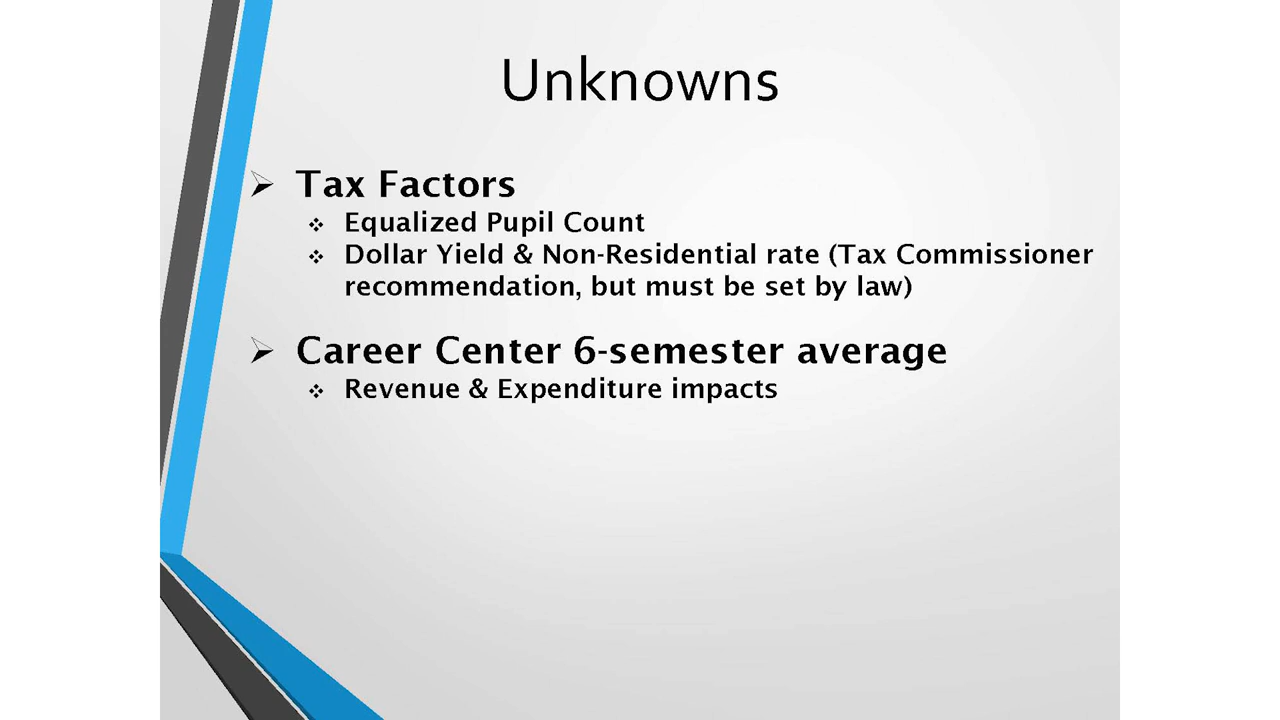 Unknowns
Tax Factors
Equalized Pupil Count
Dollar Yield & Non-Residential rate (Tax Commissioner
recommendation, but must be set by law)
Career Center 6-semester average
Revenue & Expenditure impacts